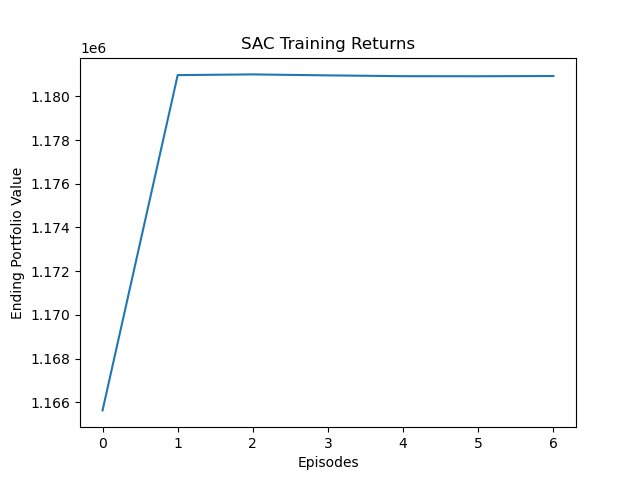 SAC Training Returns
1e6
1.180
1.178
1.176
1.174
1.172
1.170
1.168
1.166
Ending Portfolio Value
0 1 2 3 4 5 6
Episodes